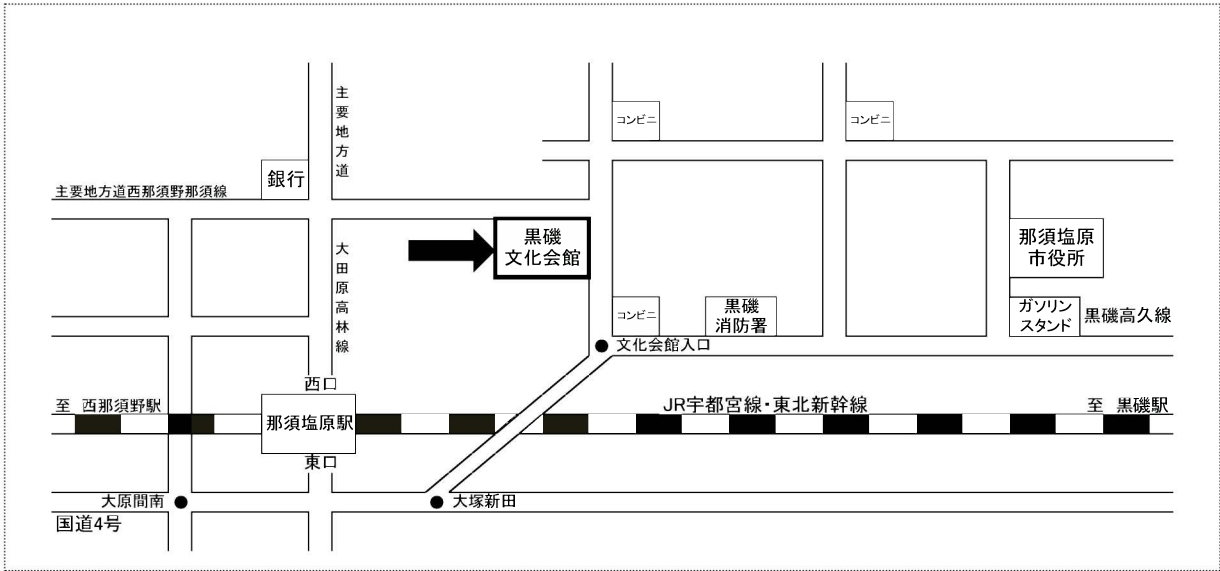 主要地方道
コンビニ
コンビニ
銀行
主要地方道西那須野那須線
黒磯
文化会館
大田原高林線
那須塩原
市役所
コンビニ
黒磯
消防署
ガソリン
スタンド
黒磯高久線
文化会館入口
西口
至 西那須野駅
那須塩原駅
JR宇都宮線・東北新幹線
至 黒磯駅
東口
大原間南
大塚新田
国道4号